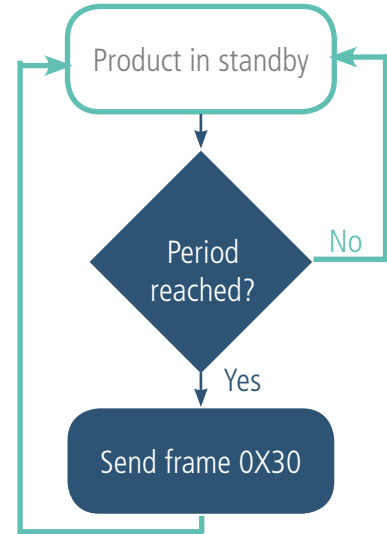 Product in standby
Period
reached?
No
Yes
Send frame 0X30